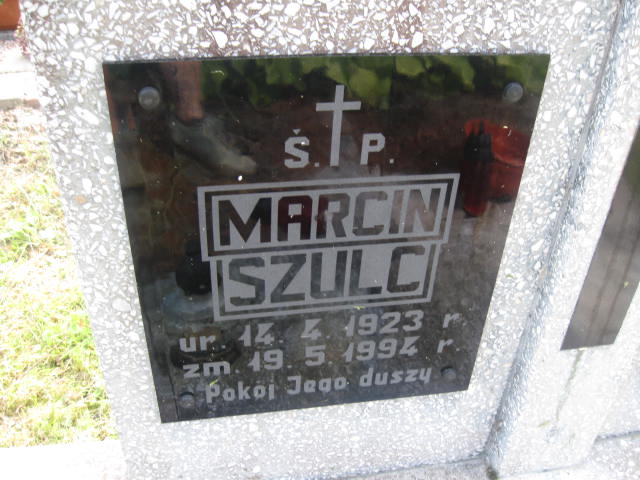 Ś. P.
MARCIN
SZULC
ur. 14. 4 1923 r
zm. 19. 5 1994 r.
Pokój Jego duszy